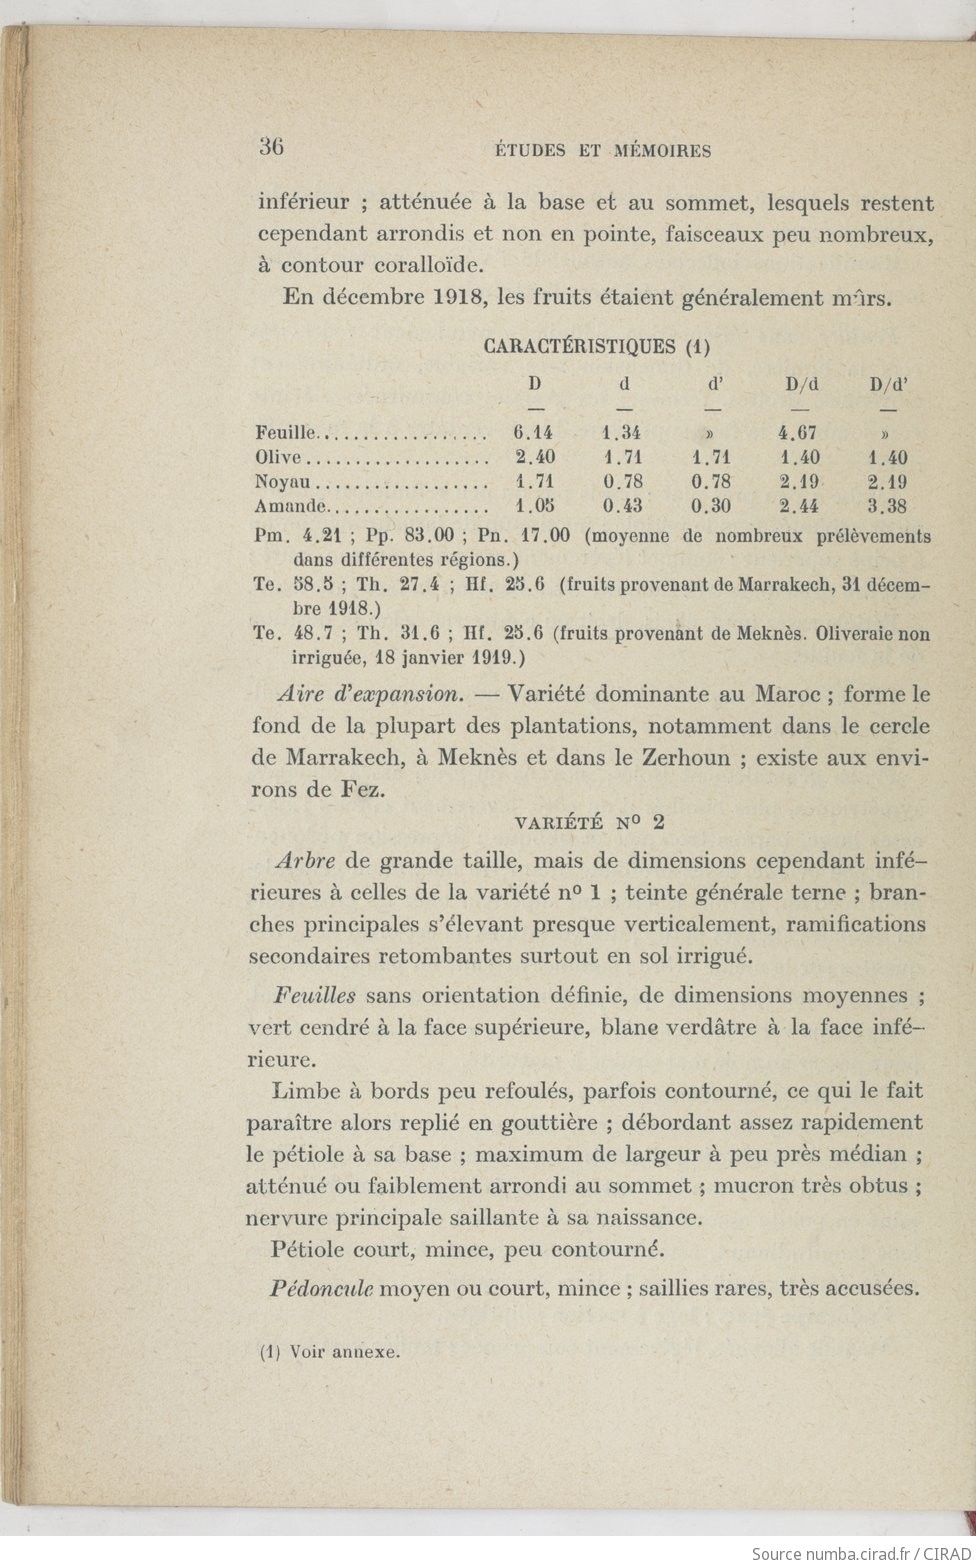 36 ÉTUDES ET MÉMOIRES
inférieur ; atténuée à la base et au sommet, lesquels restent
cependant arrondis et non en pointe, faisceaux peu nombreux,
à contour coralloïde.
En décembre 1918, les fruits étaient généralement mûrs.
CARACTÉRISTIQUES (1)
D d d' D/d D/d'
— — — — —
Feuille.................. 6.14 1.34 » 4.67 »
Olive................... 2.40 1.71 1.71 1.40 1.40
Noyau.................. 1.71 0.78 0.78 2.19 2.19
Amande................. 1.05 0.43 0.30 2.44 3.38
Pm. 4.21 ; Pp. 83.00 ; Pn. 17.00 (moyenne de nombreux prélèvements
dans différentes régions.)
Te. 58.5 ; Th. 27.4 ; Hf. 25.6 (fruits provenant de Marrakech, 31 décem-
bre 1918.)
Te. 48.7 ; Th. 31.6 ; Hf. 25.6 (fruits provenant de Meknès. Oliveraie non
irriguée, 18 janvier 1919.)
Aire d'expansion. — Variété dominante au Maroc ; forme le
fond de la plupart des plantations, notamment dans le cercle
de Marrakech, à Meknès et dans le Zerhoun ; existe aux envi-
rons de Fez.
VARIÉTÉ Nº 2
Arbre de grande taille, mais de dimensions cependant infé-
rieures à celles de la variété nº 1 ; teinte générale terne ; bran-
ches principales s'élevant presque verticalement, ramifications
secondaires retombantes surtout en sol irrigué.
Feuilles sans orientation définie, de dimensions moyennes ;
vert cendré à la face supérieure, blanc verdâtre à la face infé-
rieure.
Limbe à bords peu refoulés, parfois contourné, ce qui le fait
paraître alors replié en gouttière ; débordant assez rapidement
le pétiole à sa base ; maximum de largeur à peu près médian ;
atténué ou faiblement arrondi au sommet ; mucron très obtus ;
nervure principale saillante à sa naissance.
Pétiole court, mince, peu contourné.
Pédoncule moyen ou court, mince ; saillies rares, très accusées.
(1) Voir annexe.
Source numba.cirad.fr / CIRAD